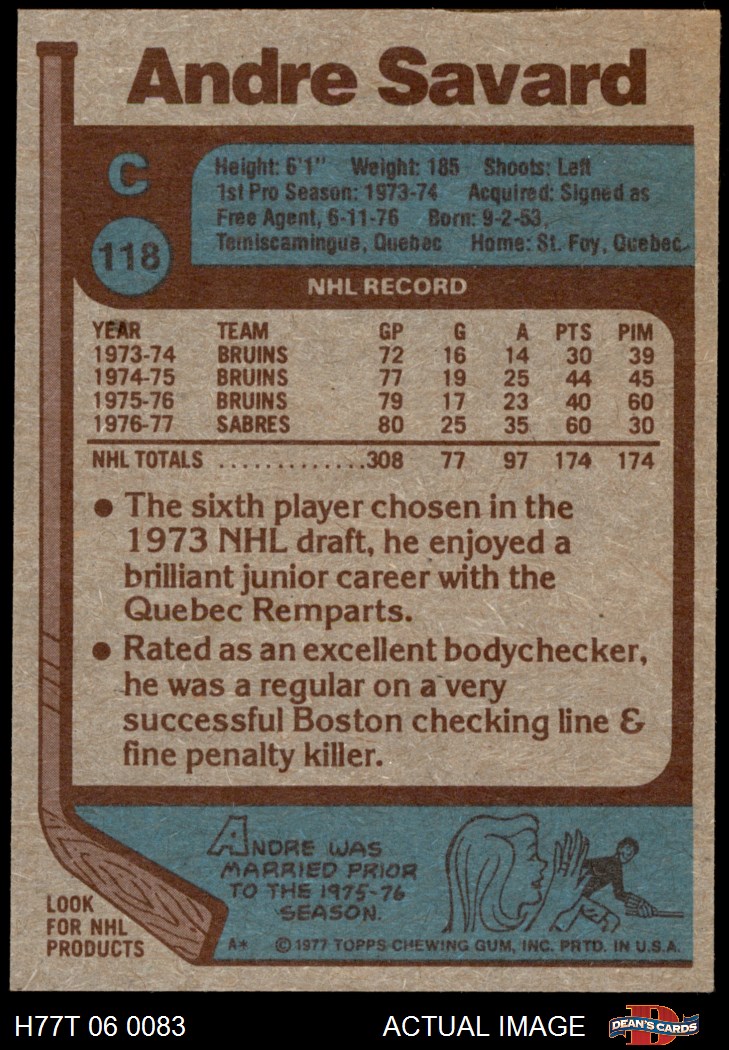 Andre Savard
C
118
Height: 6'1" Weight: 185 Shoots: Left
1st Pro Season: 1973-74 Acquired: Signed as
Free Agent, 6-11-76 Born: 9-2-53,
Temiscamingue, Quebec Home: St. Foy, Quebec
NHL RECORD
YEAR TEAM GP G A PTS PIM
1973-74 BRUINS 72 16 14 30 39
1974-75 BRUINS 77 19 25 44 45
1975-76 BRUINS 79 17 23 40 60
1976-77 SABRES 80 25 35 60 30
NHL TOTALS .............308 77 97 174 174
● The sixth player chosen in the
1973 NHL draft, he enjoyed a
brilliant junior career with the
Quebec Remparts.
● Rated as an excellent bodychecker,
he was a regular on a very
successful Boston checking line &
fine penalty killer.
ANDRE WAS
MARRIED PRIOR
TO THE 1975-76
SEASON.
LOOK
FOR NHL
PRODUCTS
A* © 1977 TOPPS CHEWING GUM, INC. PRTD. IN U.S.A.
H77T 06 0083 ACTUAL IMAGE DEAN'S CARDS